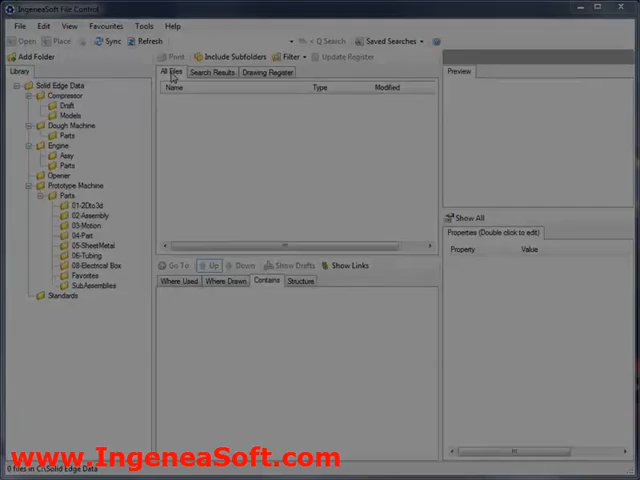 IngeneaSoft File Control
File Edit View Favourites Tools Help
Open Place Sync Refresh Q Search Saved Searches
Add Folder Print Include Subfolders Filter Update Register
Library All Files Search Results Drawing Register Preview
Name Type Modified
Solid Edge Data
Compressor
Draft
Models
Dough Machine
Parts
Engine
Assy
Parts
Opener
Prototype Machine
Parts
01-2Dto3d
02-Assembly
03-Motion
04-Part
05-SheetMetal
06-Tubing
08-Electrical Box
Favorites
SubAssemblies
Standards
Show All
Properties (Double click to edit)
Property Value
Go To Up Down Show Drafts Show Links
Where Used Where Drawn Contains Structure
www.IngeneaSoft.com
0 files in C:\Solid Edge Data